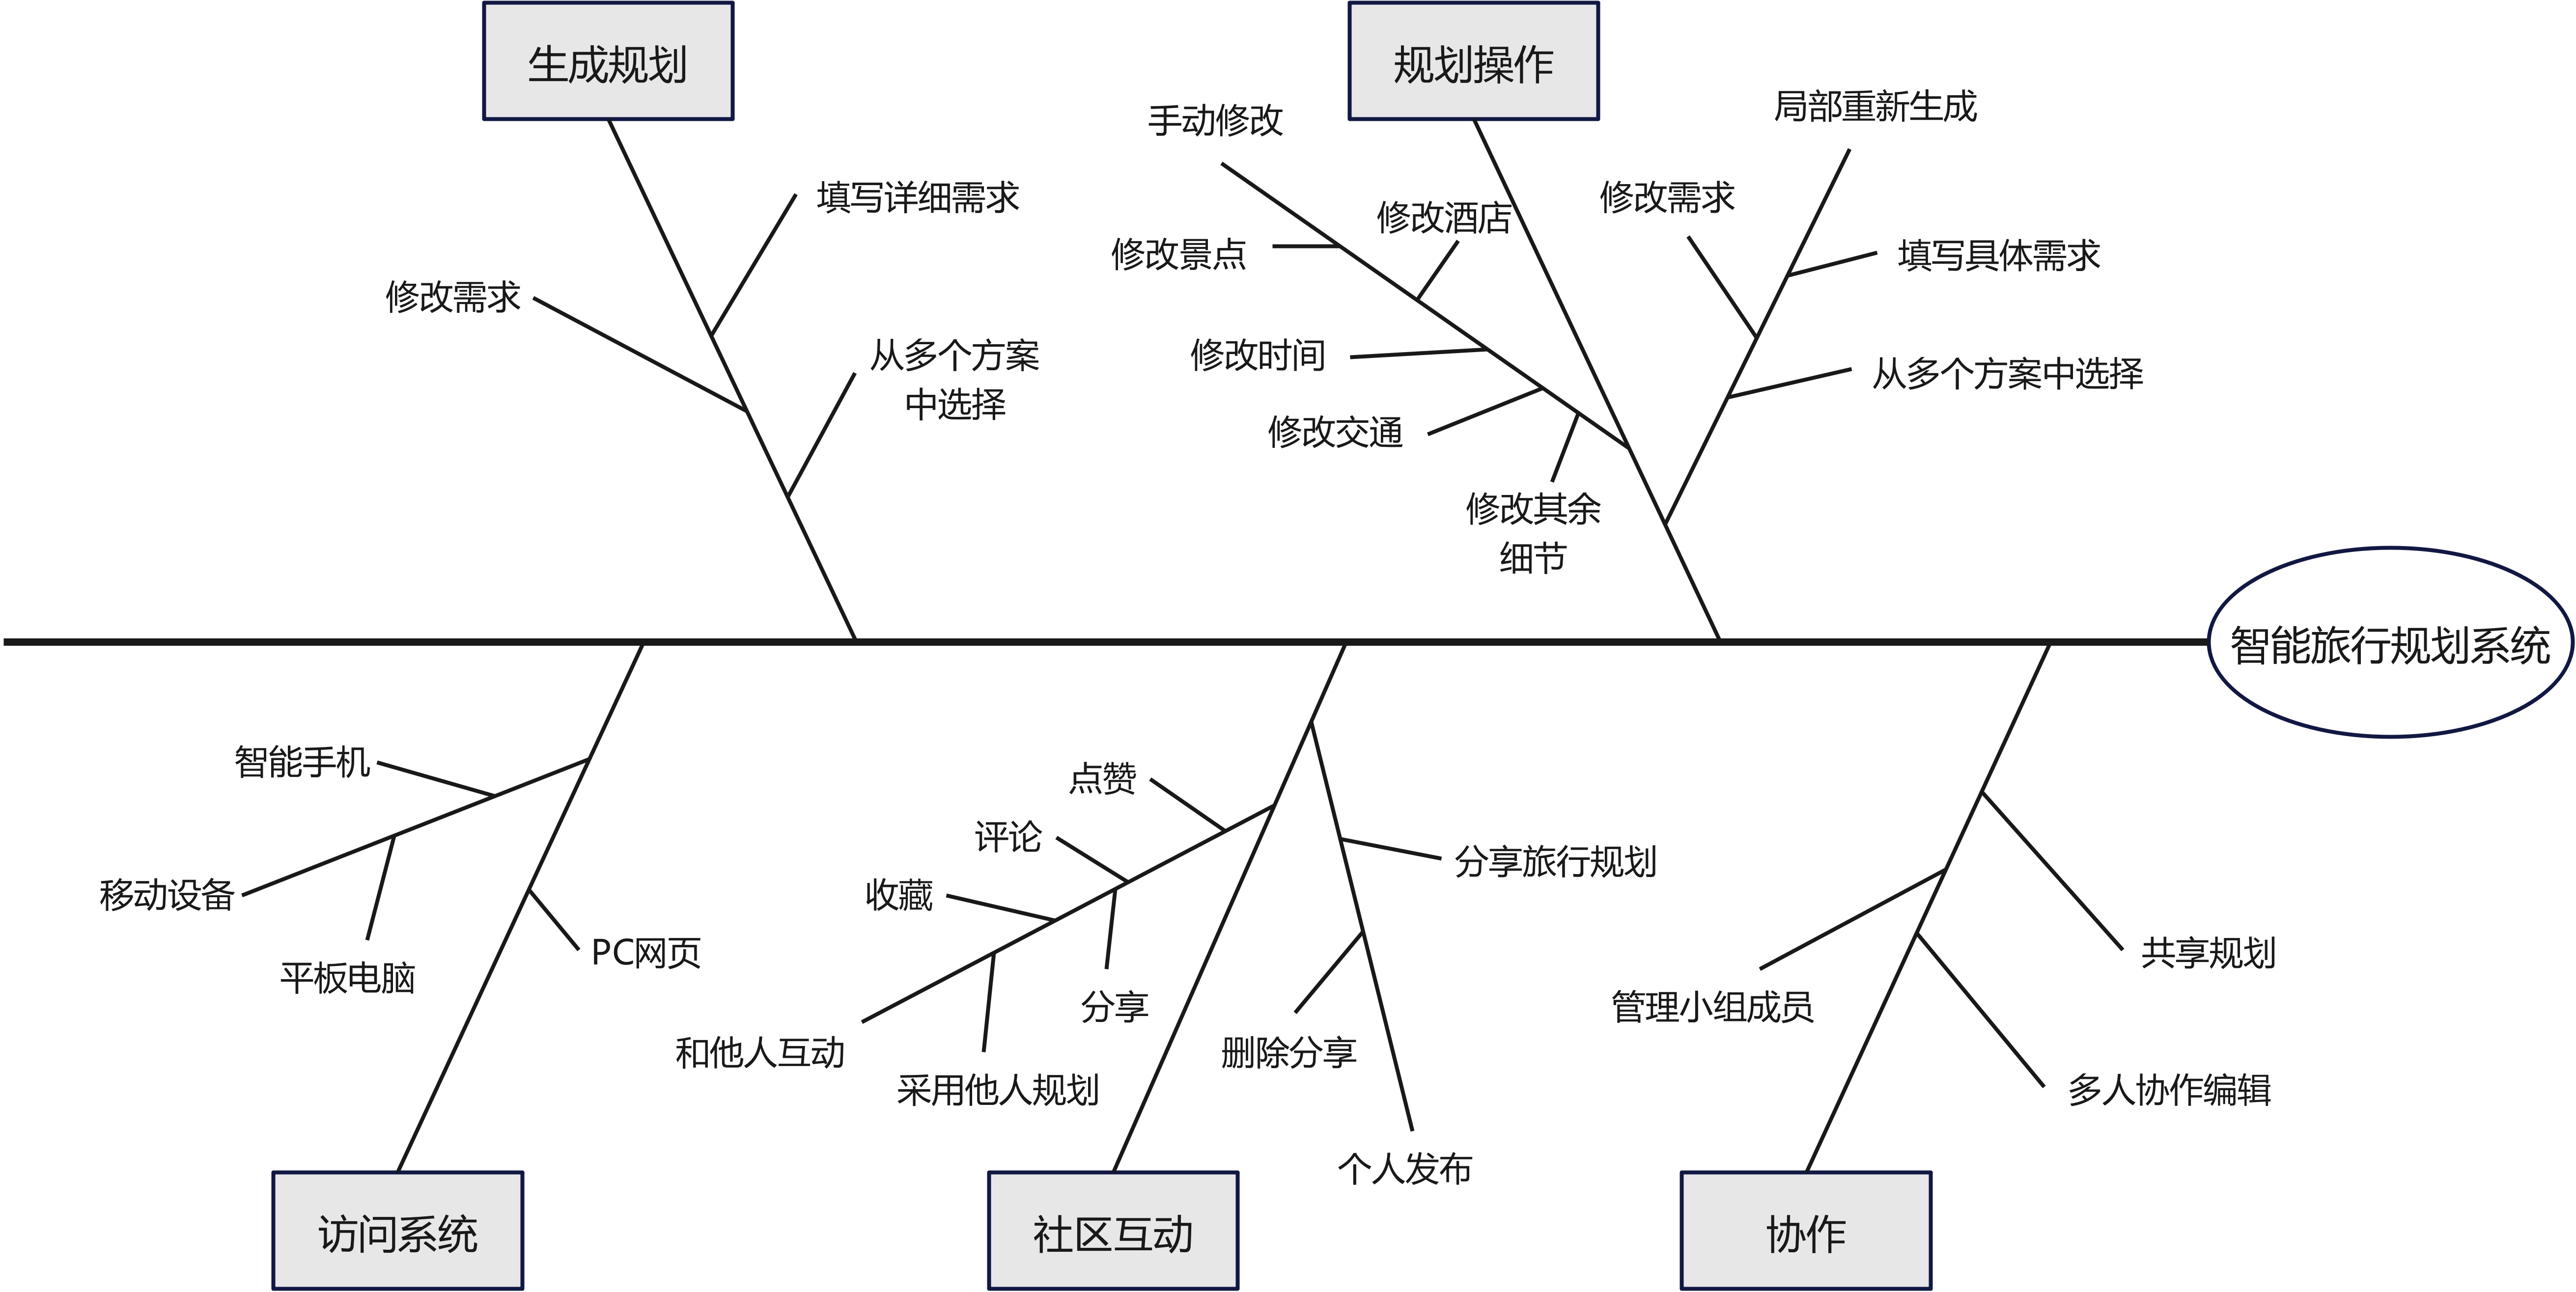 生成规划
规划操作
局部重新生成
手动修改
填写详细需求
修改酒店
修改需求
修改景点
填写具体需求
修改需求
从多个方案
中选择
修改时间
从多个方案中选择
修改交通
修改其余
细节
智能旅行规划系统
智能手机
点赞
评论
分享旅行规划
移动设备
收藏
平板电脑
PC网页
共享规划
分享
管理小组成员
和他人互动
删除分享
采用他人规划
多人协作编辑
个人发布
访问系统
社区互动
协作